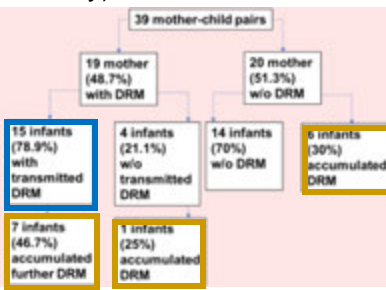 39 mother-child pairs
19 mother
(48.7%)
with DRM
20 mother
(51.3%)
w/o DRM
15 infants
(78.9%)
with
transmitted
DRM
4 infants
(21.1%)
w/o
transmitted
DRM
14 infants
(70%)
w/o DRM
6 infants
(30%)
accumulated
DRM
7 infants
(46.7%)
accumulated
further DRM
1 infants
(25%)
accumulated
DRM